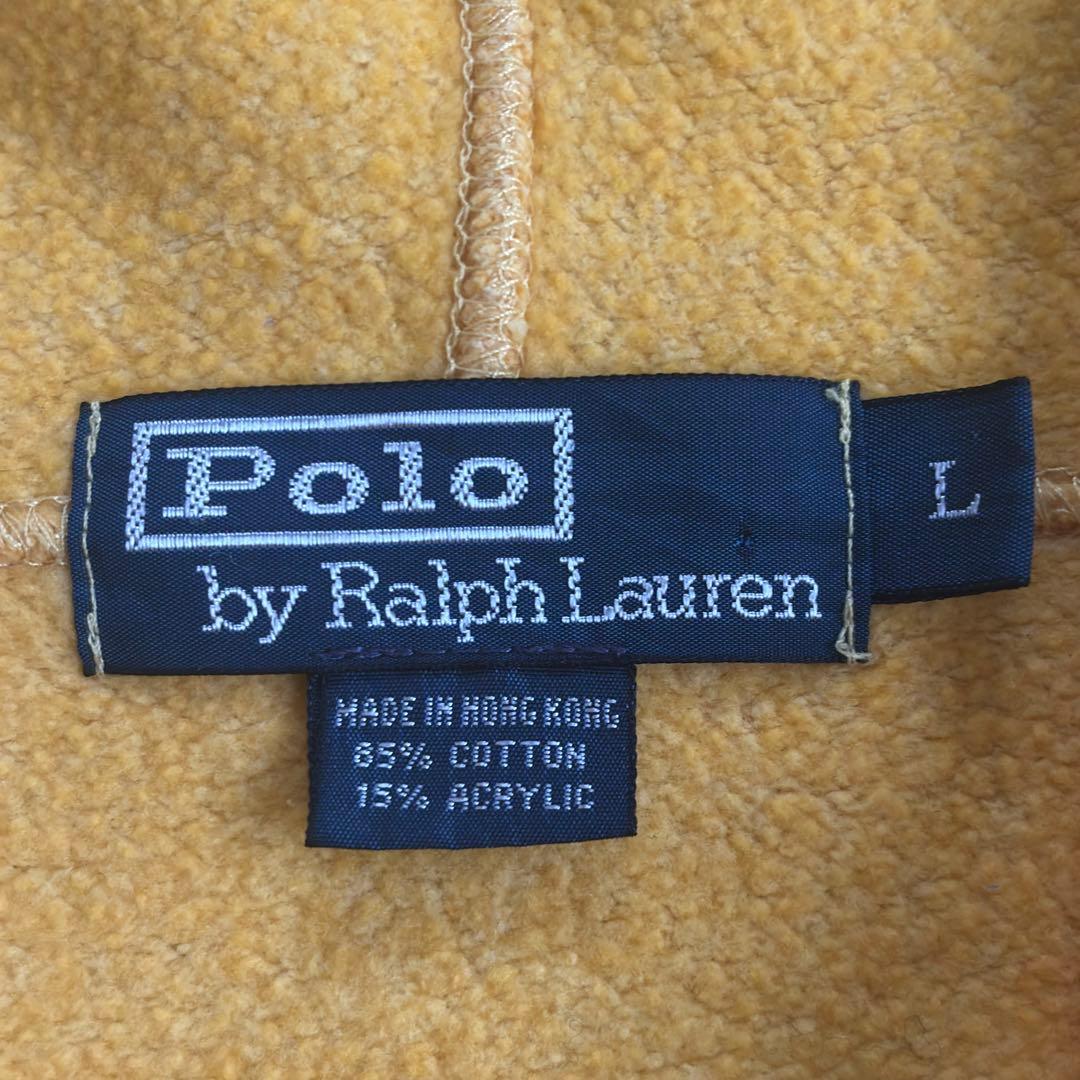 Polo
by Ralph Lauren
L
MADE IN HONG KONG
85% COTTON
15% ACRYLIC